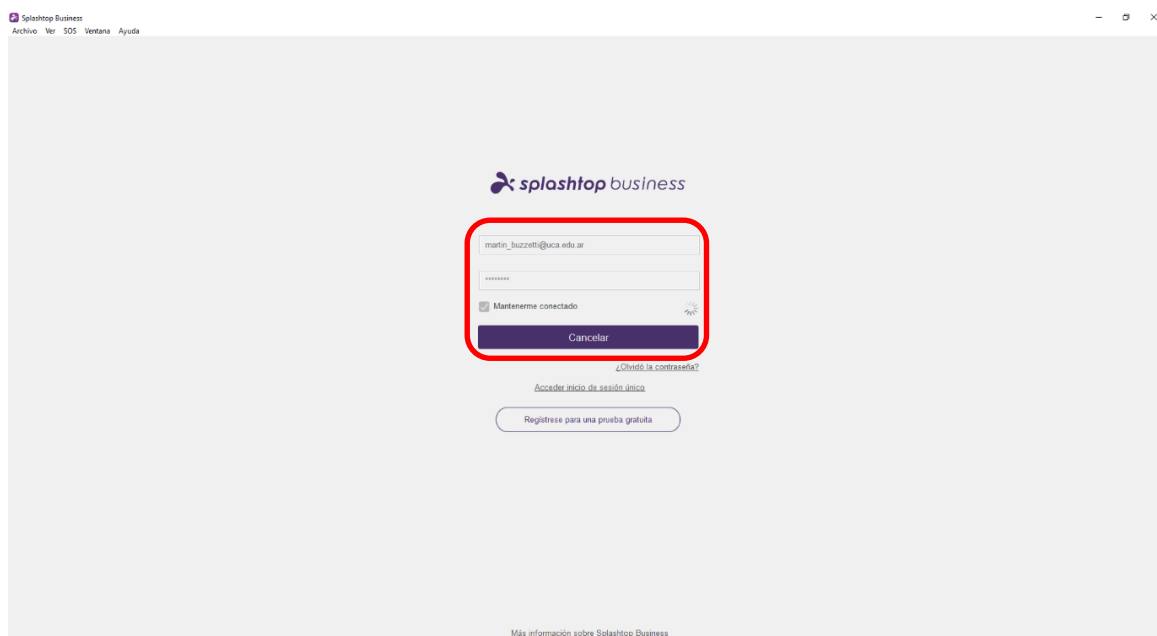 Splashtop Business
Archivo Ver SOS Ventana Ayuda
splashtop business
martin_buzzetti@uca.edu.ar
********
Mantenerme conectado
Cancelar
¿Olvidó la contraseña?
Acceder inicio de sesión único
Regístrese para una prueba gratuita
Más información sobre Splashtop Business